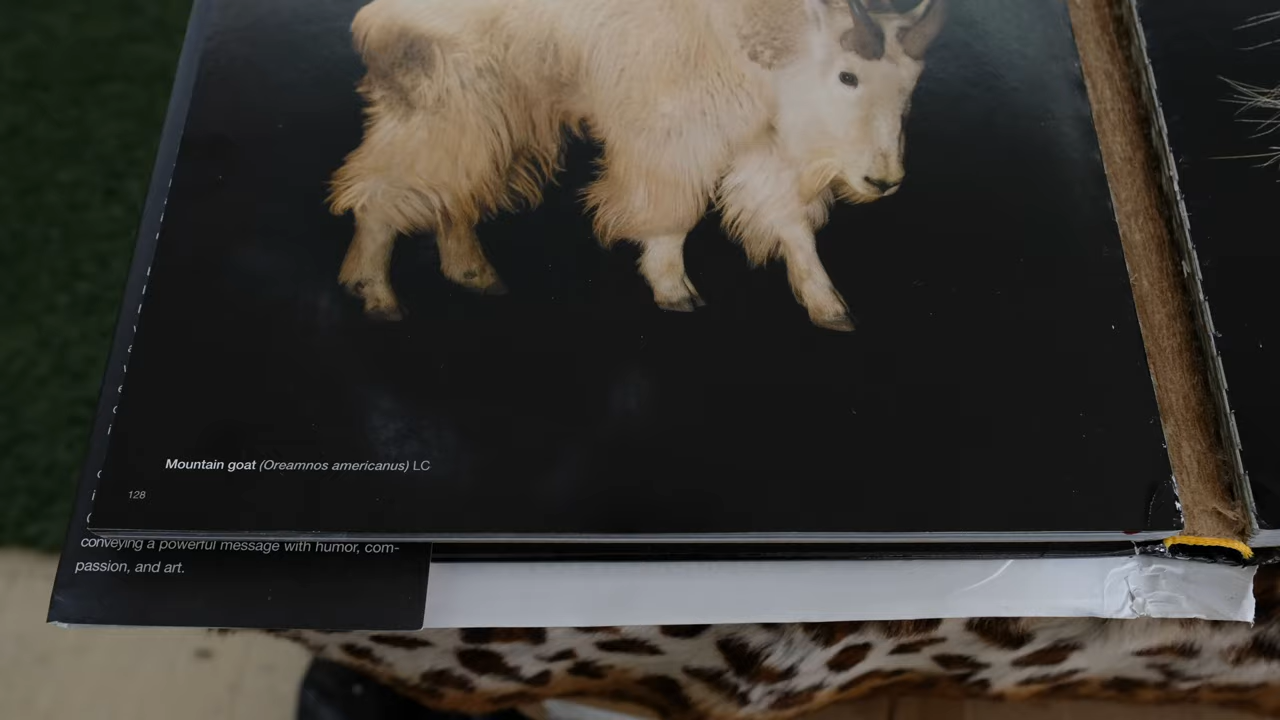 Mountain goat (Oreamnos americanus) LC
128
conveying a powerful message with humor, com-
passion, and art.